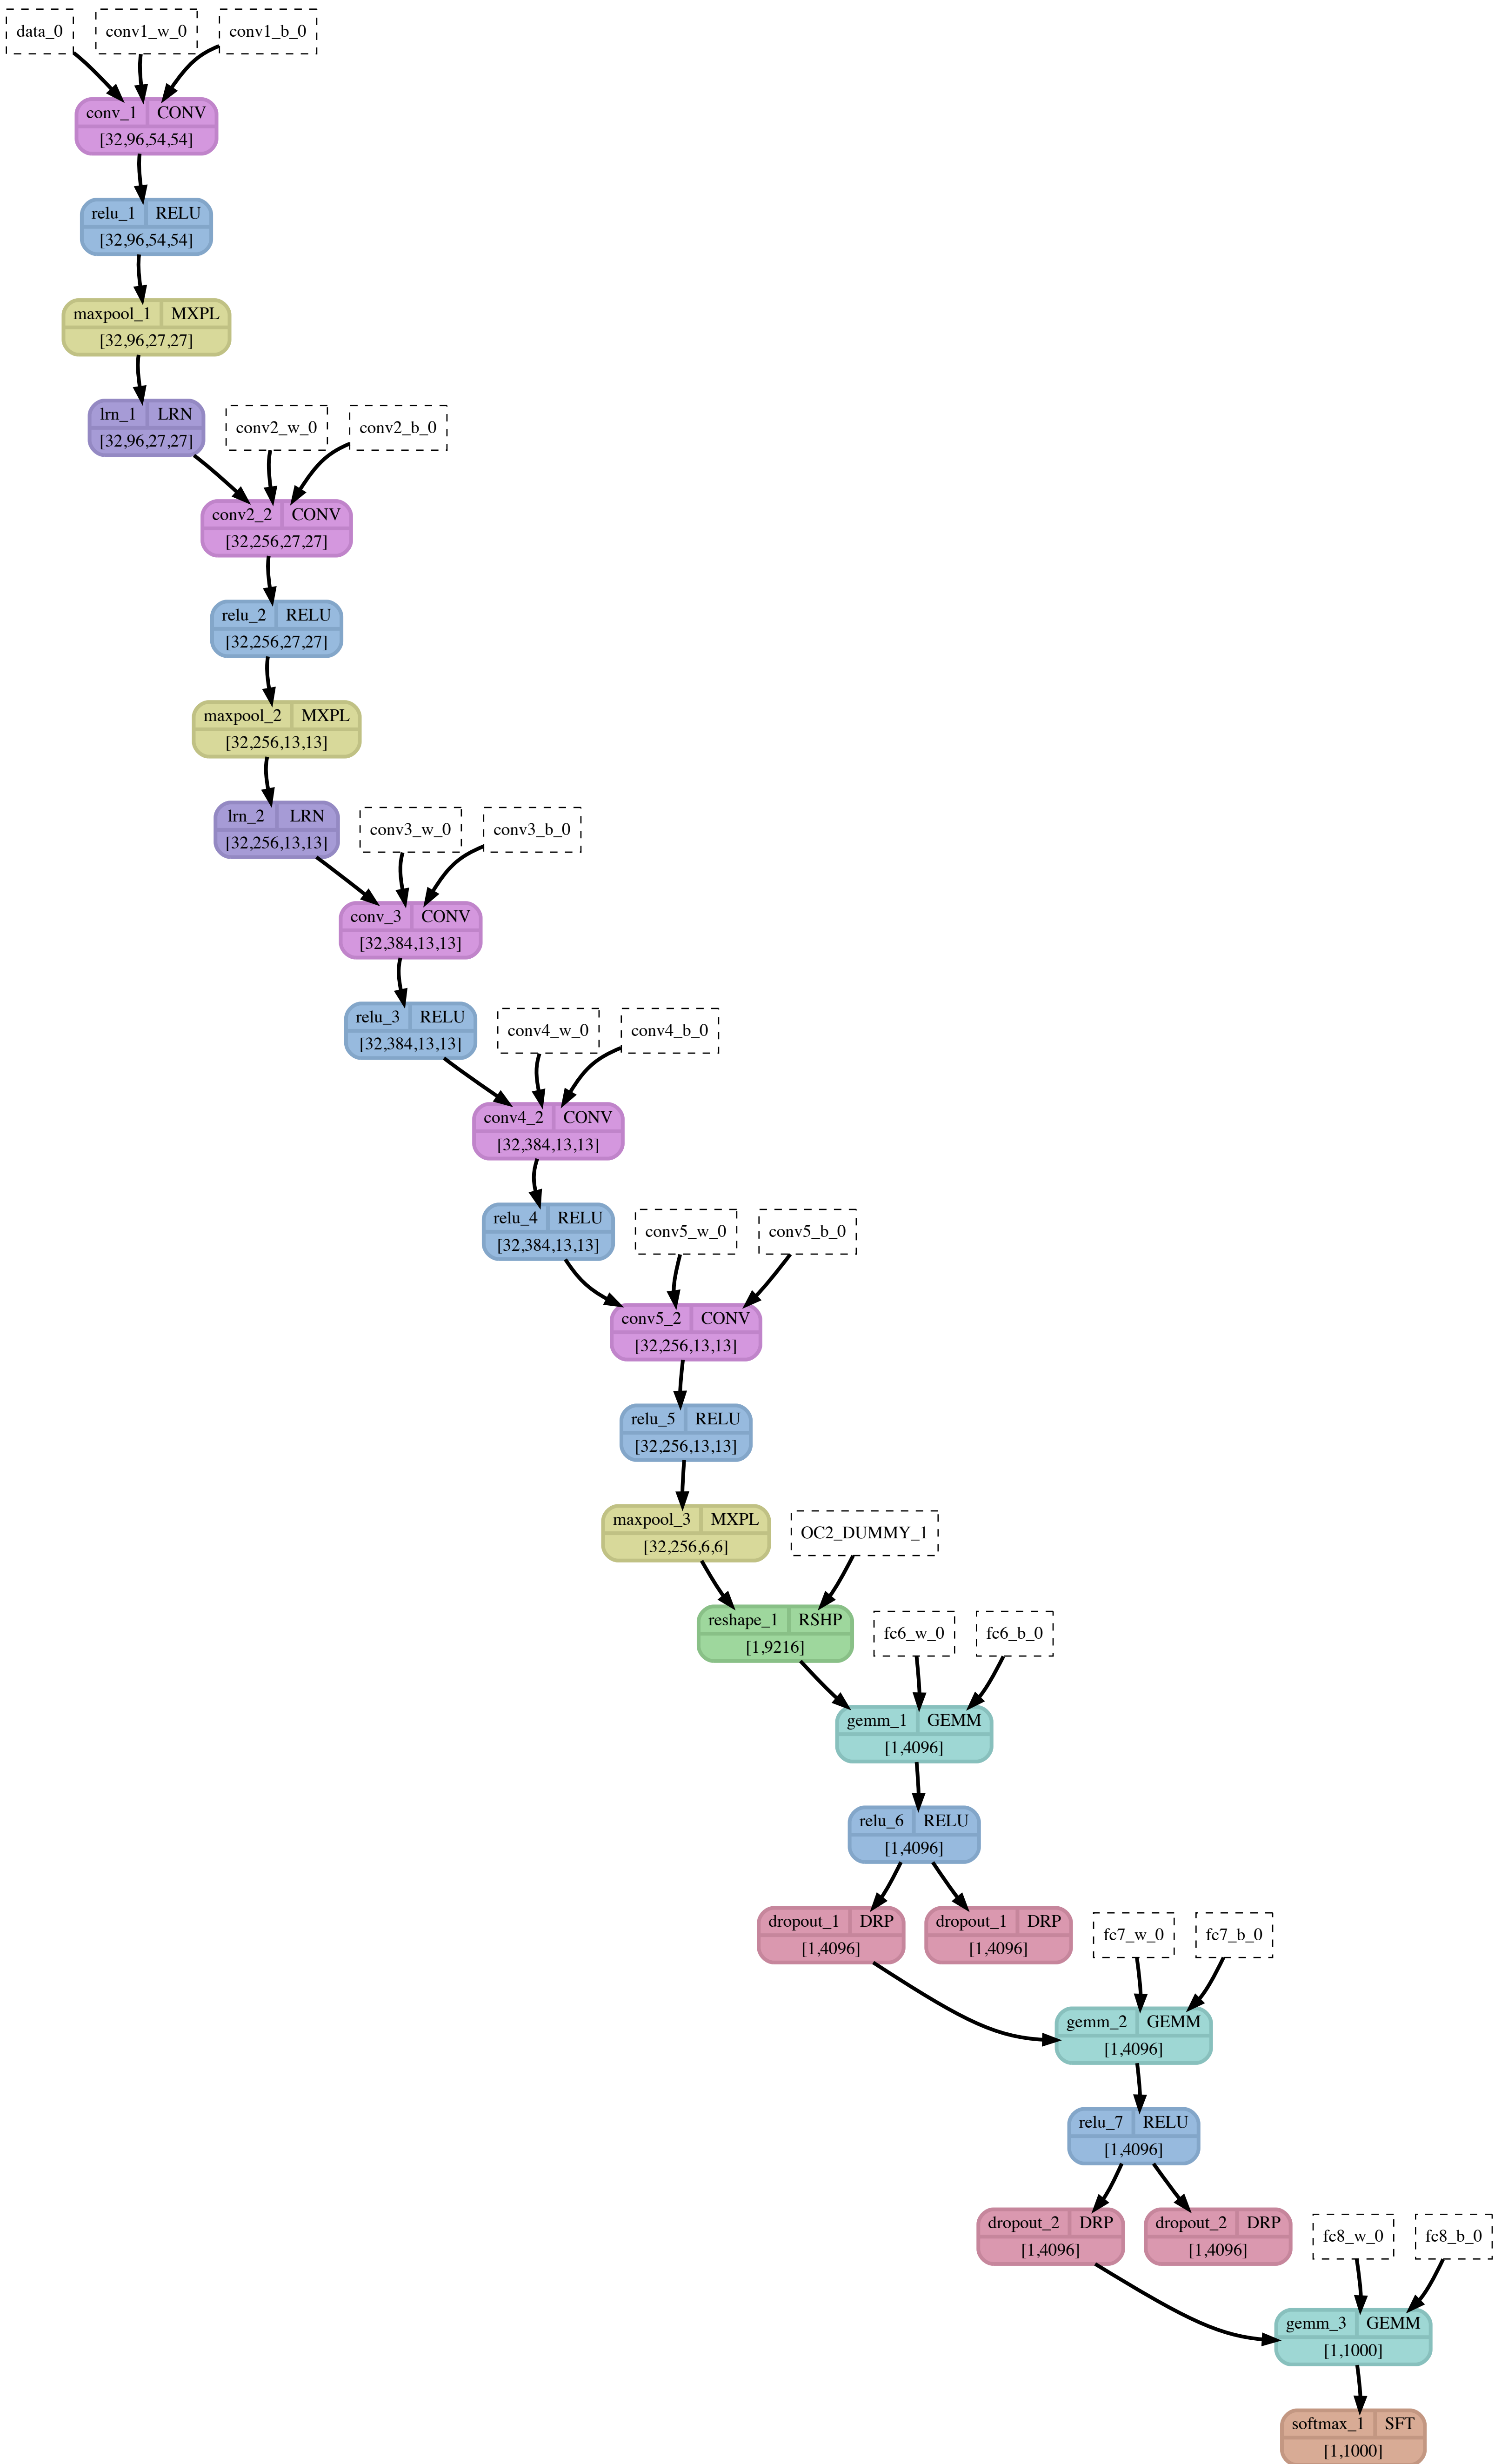 data_0 conv1_w_0 conv1_b_0
conv_1 CONV
[32,96,54,54]
relu_1 RELU
[32,96,54,54]
maxpool_1 MXPL
[32,96,27,27]
lrn_1 LRN
[32,96,27,27]
conv2_w_0 conv2_b_0
conv2_2 CONV
[32,256,27,27]
relu_2 RELU
[32,256,27,27]
maxpool_2 MXPL
[32,256,13,13]
lrn_2 LRN
[32,256,13,13]
conv3_w_0 conv3_b_0
conv_3 CONV
[32,384,13,13]
relu_3 RELU
[32,384,13,13]
conv4_w_0 conv4_b_0
conv4_2 CONV
[32,384,13,13]
relu_4 RELU
[32,384,13,13]
conv5_w_0 conv5_b_0
conv5_2 CONV
[32,256,13,13]
relu_5 RELU
[32,256,13,13]
maxpool_3 MXPL
[32,256,6,6]
OC2_DUMMY_1
reshape_1 RSHP
[1,9216]
fc6_w_0 fc6_b_0
gemm_1 GEMM
[1,4096]
relu_6 RELU
[1,4096]
dropout_1 DRP
[1,4096]
dropout_1 DRP
[1,4096]
fc7_w_0 fc7_b_0
gemm_2 GEMM
[1,4096]
relu_7 RELU
[1,4096]
dropout_2 DRP
[1,4096]
dropout_2 DRP
[1,4096]
fc8_w_0 fc8_b_0
gemm_3 GEMM
[1,1000]
softmax_1 SFT
[1,1000]